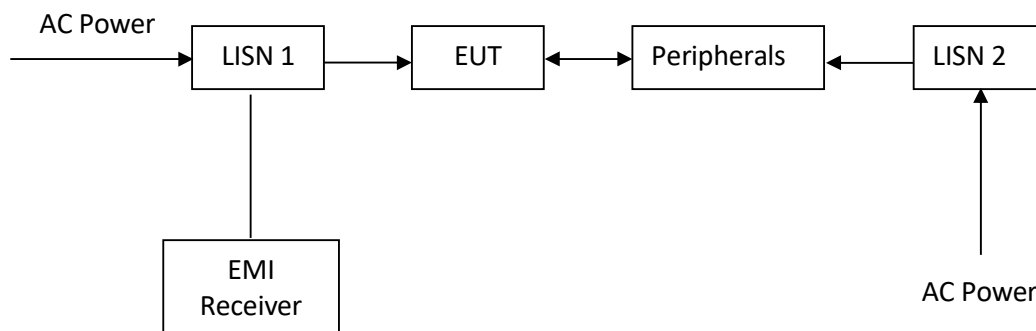 AC Power
LISN 1
EUT
Peripherals
LISN 2
EMI
Receiver
AC Power